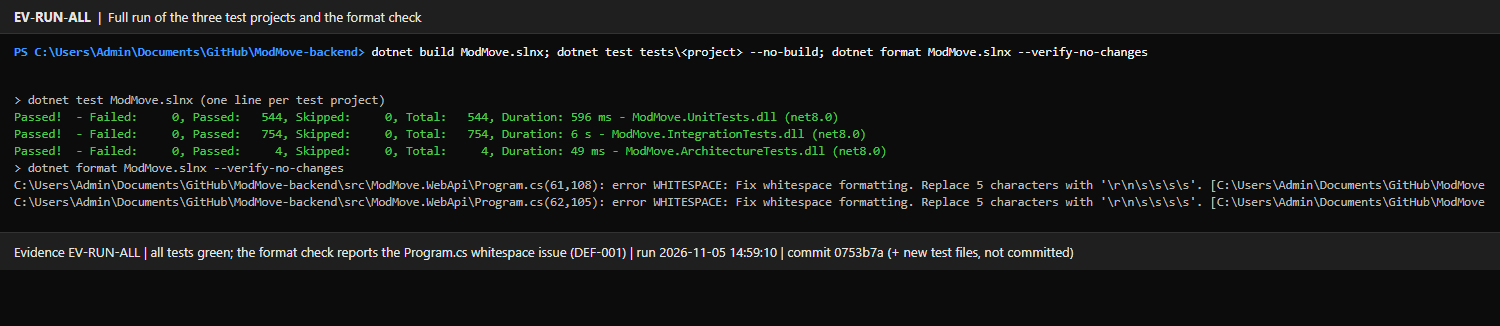 EV-RUN-ALL | Full run of the three test projects and the format check
PS C:\Users\Admin\Documents\GitHub\ModMove-backend> dotnet build ModMove.slnx; dotnet test tests\<project> --no-build; dotnet format ModMove.slnx --verify-no-changes
> dotnet test ModMove.slnx (one line per test project)
Passed!  - Failed:     0, Passed:   544, Skipped:     0, Total:   544, Duration: 596 ms - ModMove.UnitTests.dll (net8.0)
Passed!  - Failed:     0, Passed:   754, Skipped:     0, Total:   754, Duration: 6 s - ModMove.IntegrationTests.dll (net8.0)
Passed!  - Failed:     0, Passed:     4, Skipped:     0, Total:     4, Duration: 49 ms - ModMove.ArchitectureTests.dll (net8.0)
> dotnet format ModMove.slnx --verify-no-changes
C:\Users\Admin\Documents\GitHub\ModMove-backend\src\ModMove.WebApi\Program.cs(61,108): error WHITESPACE: Fix whitespace formatting. Replace 5 characters with '\r\n\s\s\s\s'. [C:\Users\Admin\Documents\GitHub\ModMove
C:\Users\Admin\Documents\GitHub\ModMove-backend\src\ModMove.WebApi\Program.cs(62,105): error WHITESPACE: Fix whitespace formatting. Replace 5 characters with '\r\n\s\s\s\s'. [C:\Users\Admin\Documents\GitHub\ModMove
Evidence EV-RUN-ALL | all tests green; the format check reports the Program.cs whitespace issue (DEF-001) | run 2026-11-05 14:59:10 | commit 0753b7a (+ new test files, not committed)